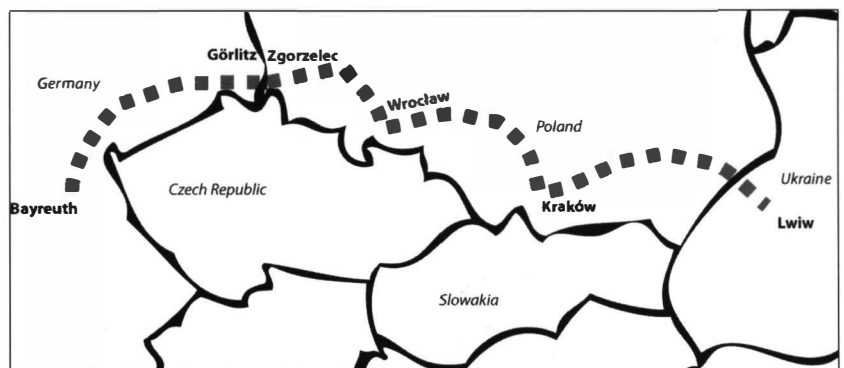 Görlitz Zgorzelec
Germany
Wrocław
Poland
Ukraine
Czech Republic
Bayreuth
Kraków
Lwiw
Slowakia